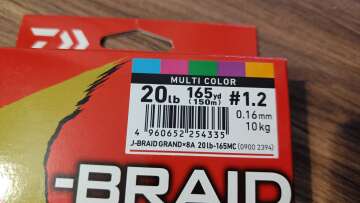 MULTI COLOR
20lb 165yd (150m) #1.2
0.16mm
10kg
4 960652 254335
J-BRAID GRAND×8A 20lb-165MC (0900 2394)
-BRAID